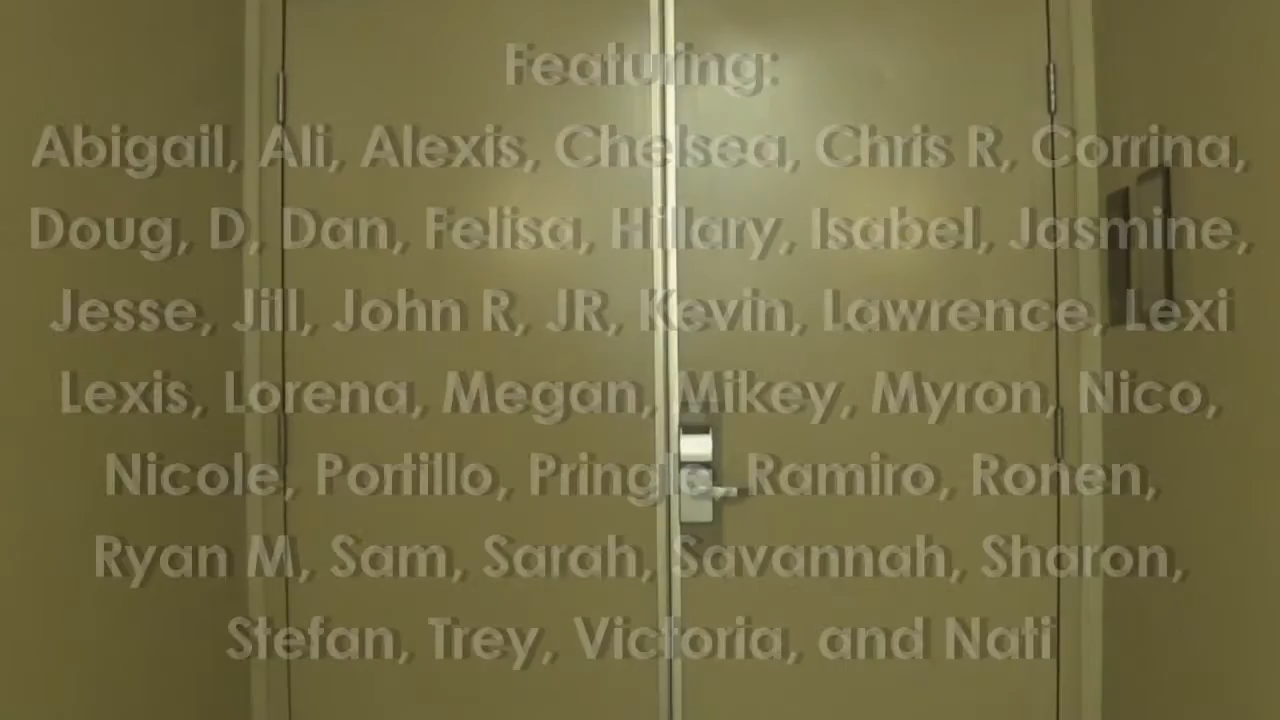 Featuring:
Abigail, Ali, Alexis, Chelsea, Chris R, Corrina,
Doug, D, Dan, Felisa, Hillary, Isabel, Jasmine,
Jesse, Jill, John R, JR, Kevin, Lawrence, Lexi
Lexis, Lorena, Megan, Mikey, Myron, Nico,
Nicole, Portillo, Pringle, Ramiro, Ronen,
Ryan M, Sam, Sarah, Savannah, Sharon,
Stefan, Trey, Victoria, and Nati